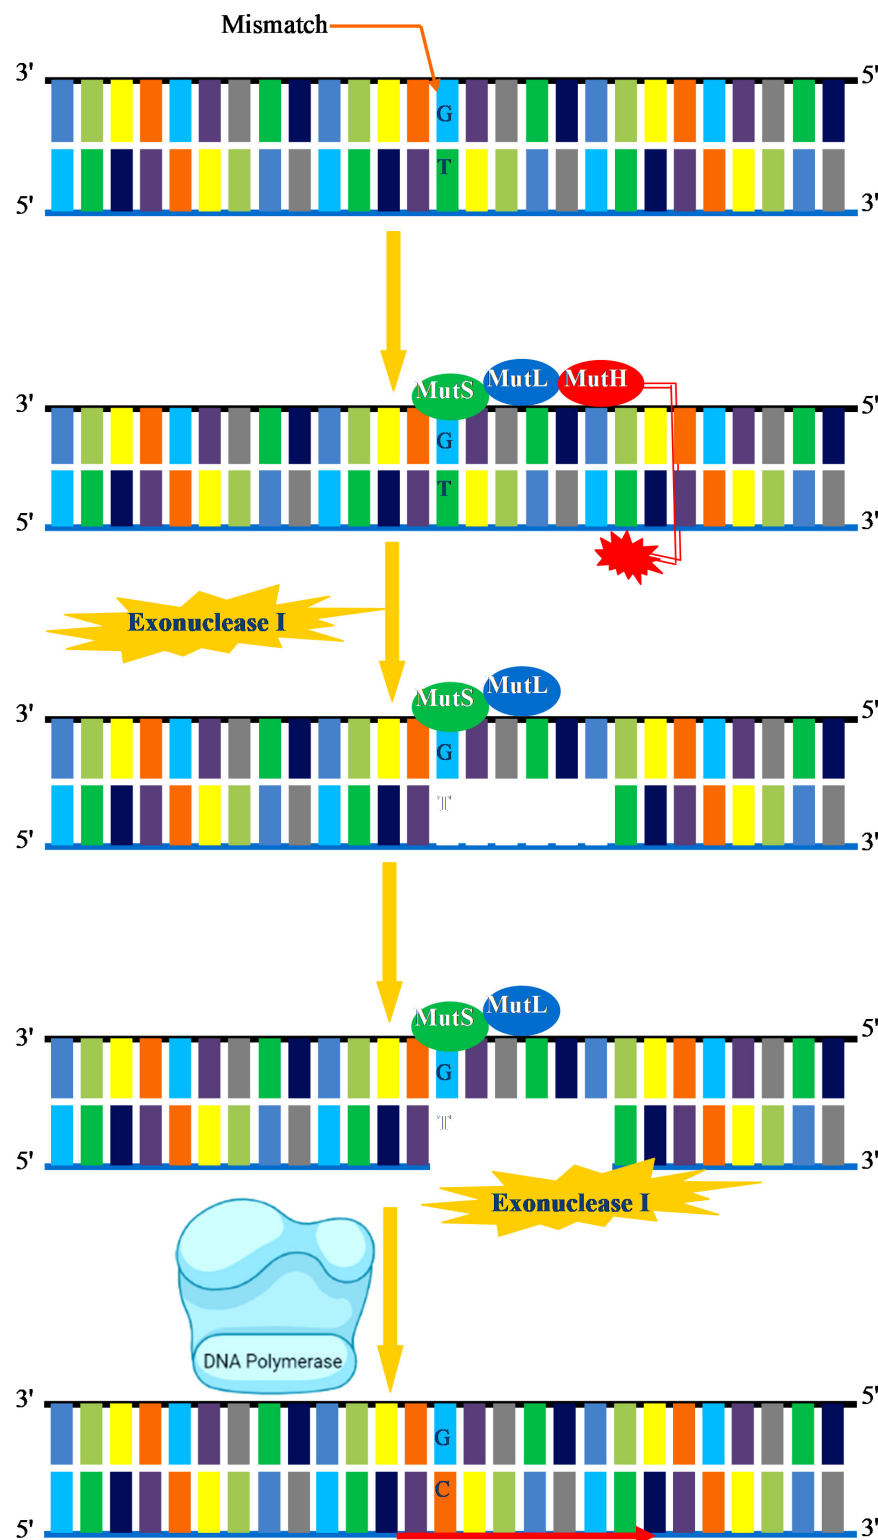 Mismatch
3' 5'
G
T
5' 3'
MutS MutL MutH
3' 5'
G
T
5' 3'
Exonuclease I
MutS MutL
3' 5'
G
T
5' 3'
MutS MutL
3' 5'
G
T
5' 3'
Exonuclease I
DNA Polymerase
3' 5'
G
C
5' 3'